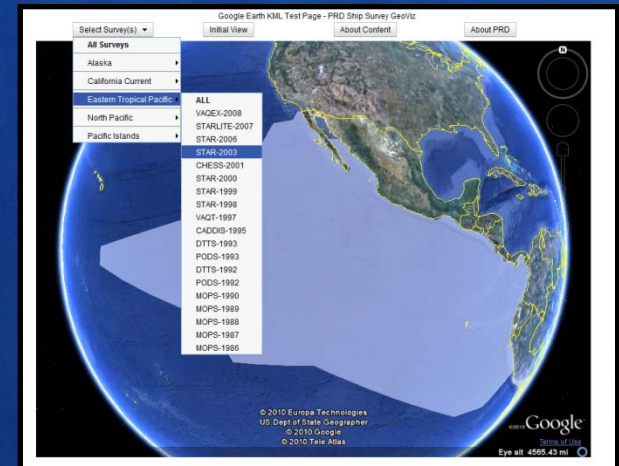 Google Earth KML Test Page - PRD Ship Survey GeoViz
Select Survey(s) Initial View About Content About PRD
All Surveys
Alaska
California Current
Eastern Tropical Pacific
North Pacific
Pacific Islands
ALL
VAQEX-2008
STARLITE-2007
STAR-2006
STAR-2003
CHESS-2001
STAR-2000
STAR-1999
STAR-1998
VAQT-1997
CADDIS-1995
DTTS-1993
PODS-1993
DTTS-1992
PODS-1992
MOPS-1990
MOPS-1989
MOPS-1988
MOPS-1987
MOPS-1986
N
© 2010 Europa Technologies
US Dept of State Geographer
© 2010 Google
© 2010 Tele Atlas
©2010 Google
Terms of Use
Eye alt 4565.43 mi